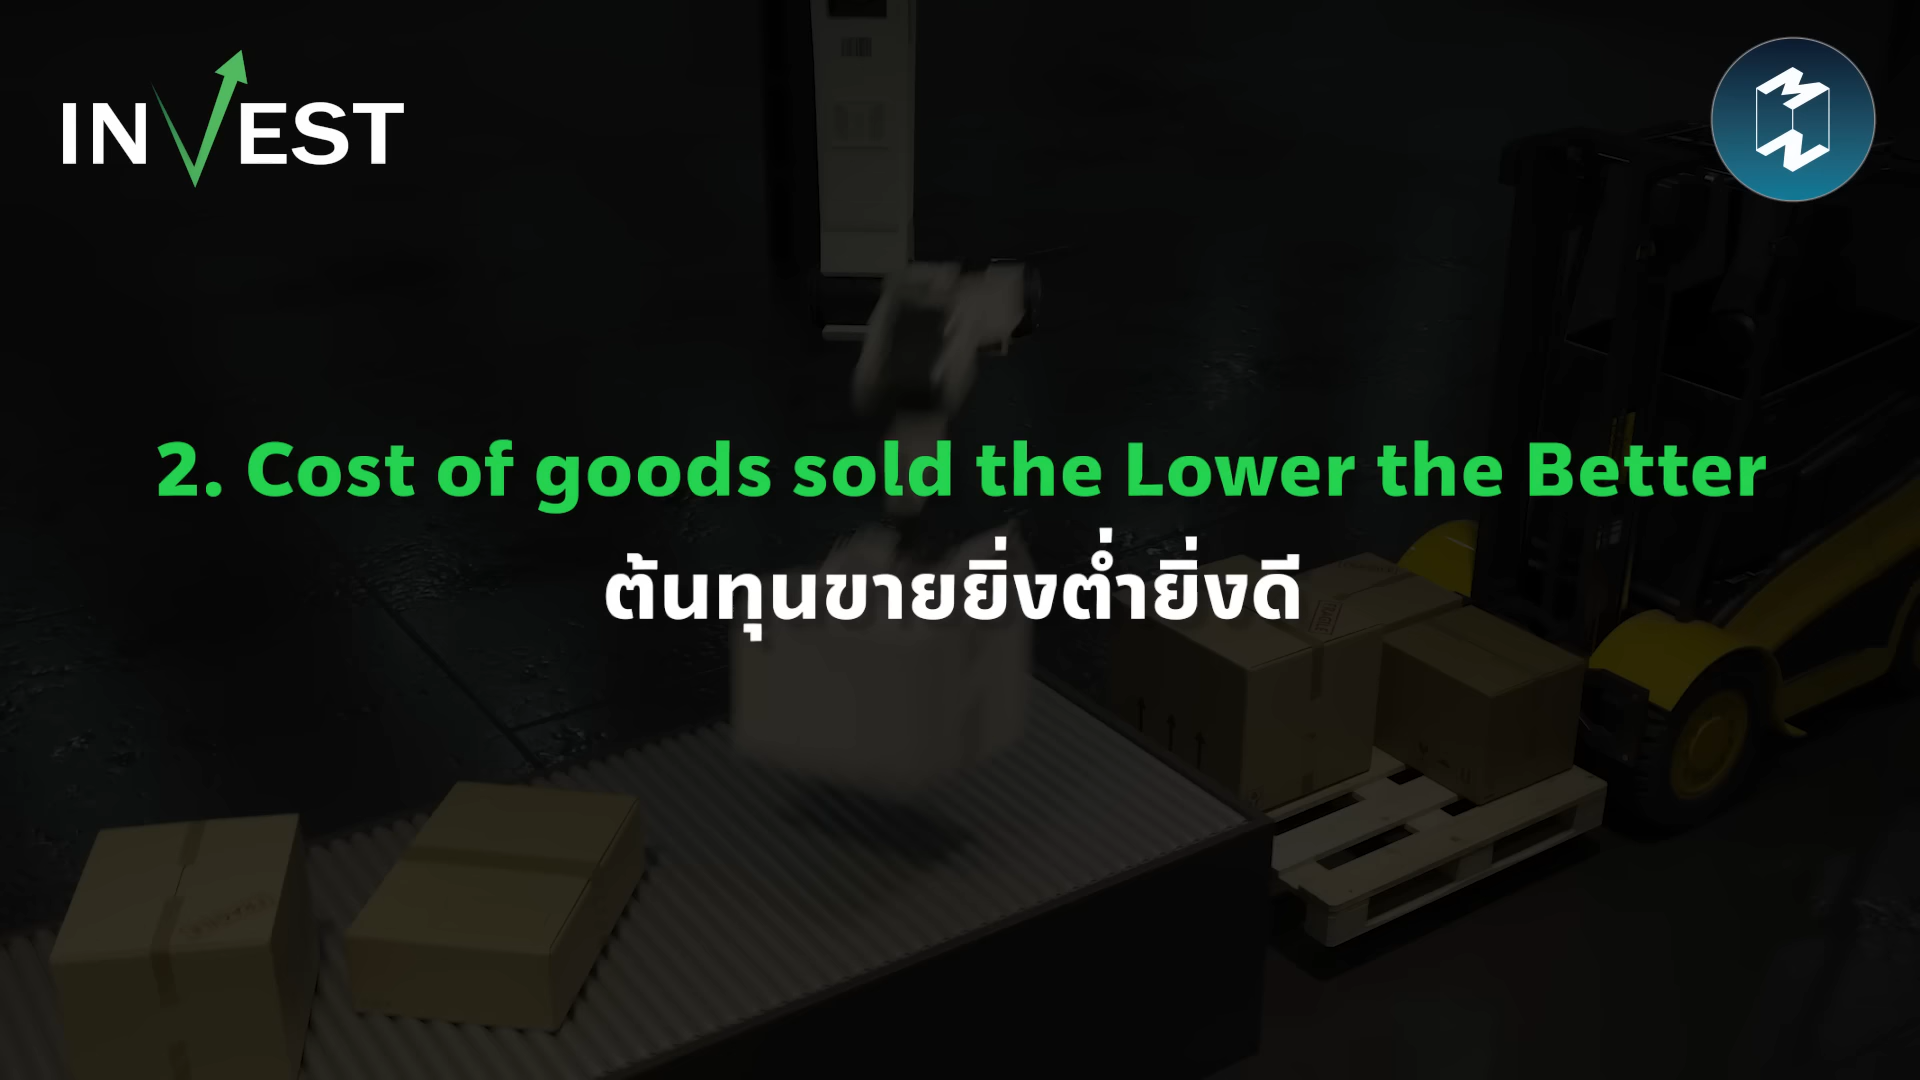 INVEST
2. Cost of goods sold the Lower the Better
ต้นทุนขายยิ่งต่ำยิ่งดี